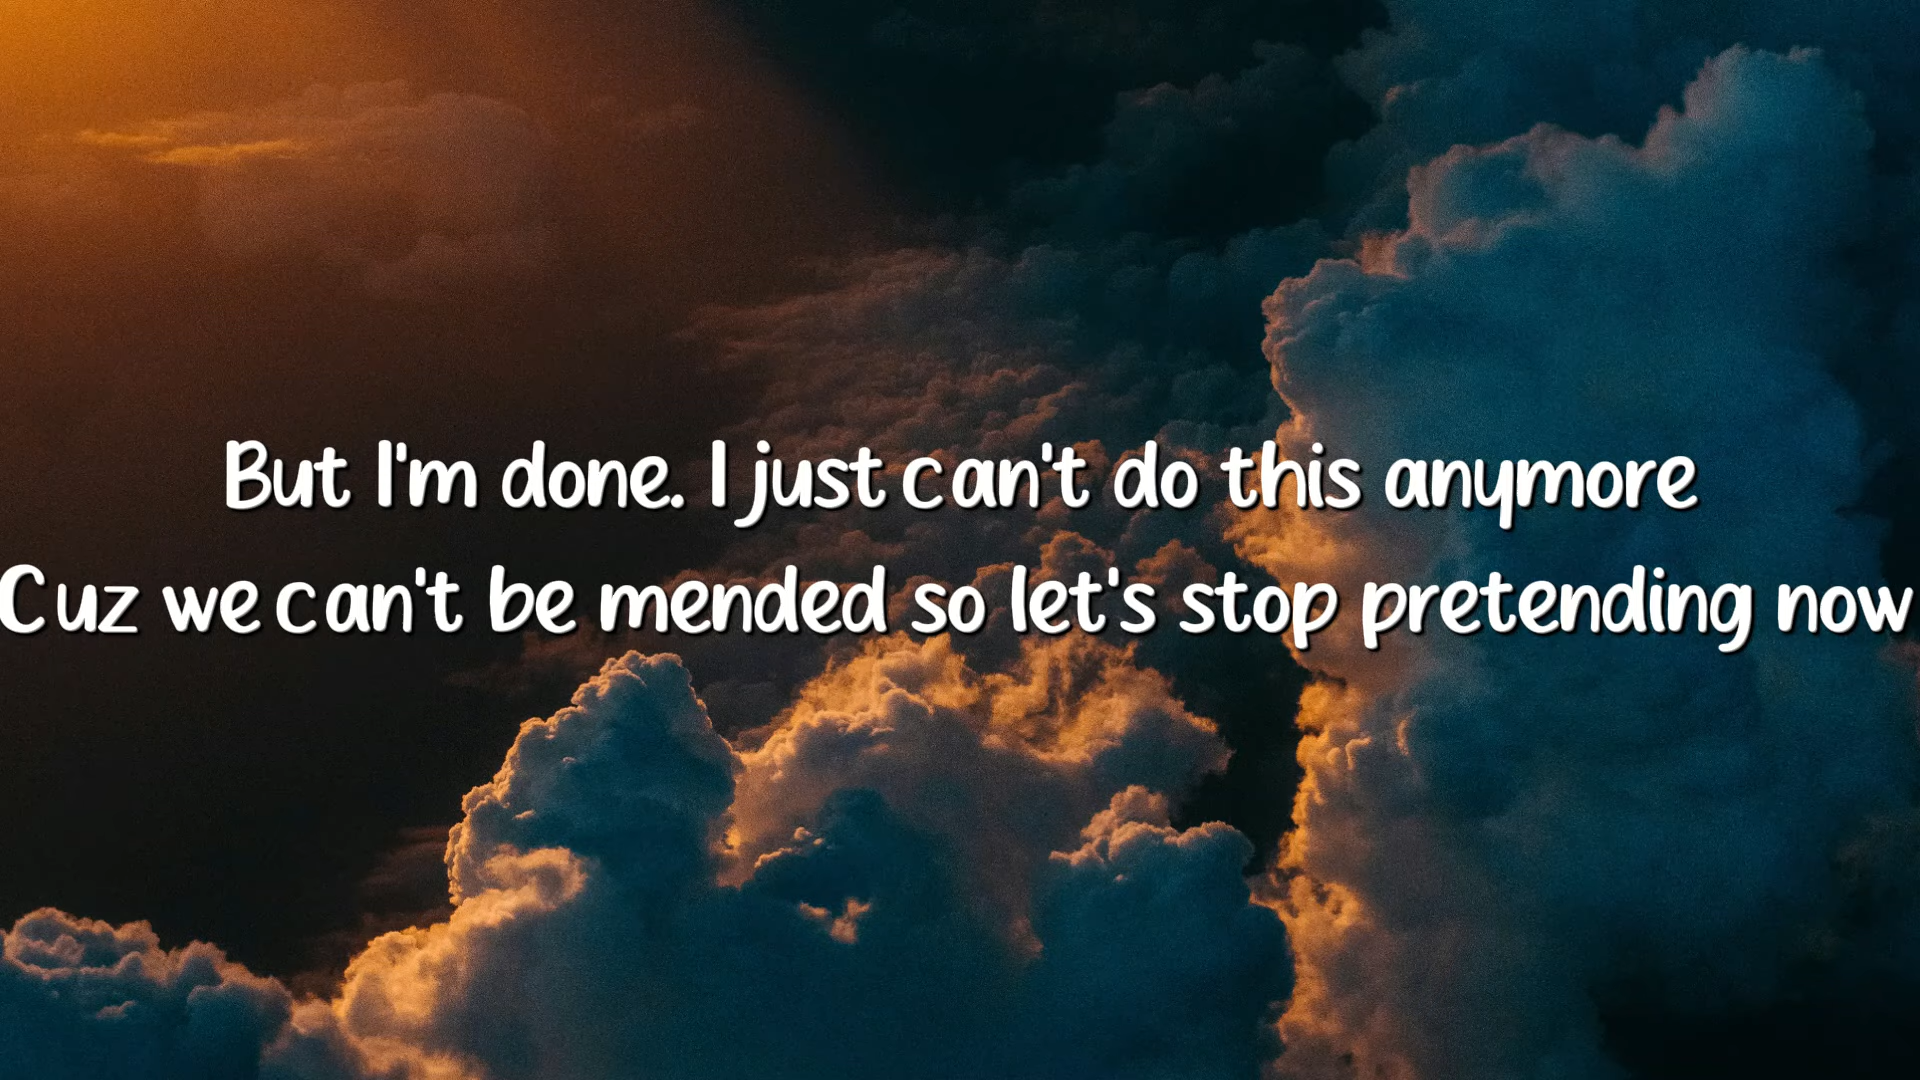 But I'm done. I just can't do this anymore
Cuz we can't be mended so let's stop pretending now